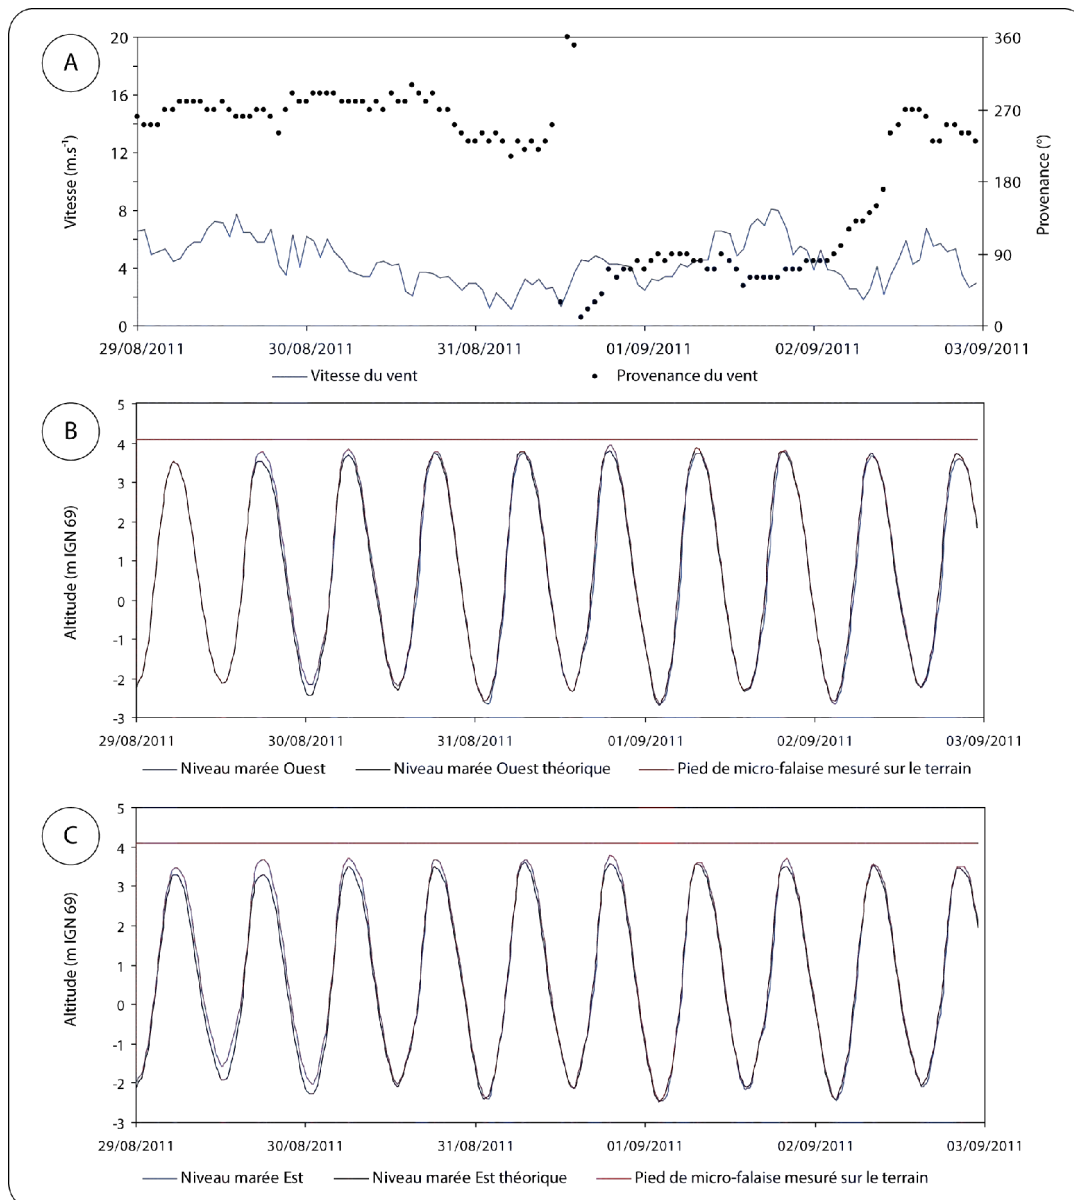 A
20
16
12
8
4
0
Vitesse (m.s⁻¹)
360
270
180
90
0
Provenance (°)
29/08/2011 30/08/2011 31/08/2011 01/09/2011 02/09/2011 03/09/2011
Vitesse du vent Provenance du vent
B
5
4
3
2
1
0
-1
-2
-3
Altitude (m IGN 69)
29/08/2011 30/08/2011 31/08/2011 01/09/2011 02/09/2011 03/09/2011
Niveau marée Ouest Niveau marée Ouest théorique Pied de micro-falaise mesuré sur le terrain
C
5
4
3
2
1
0
-1
-2
-3
Altitude (m IGN 69)
29/08/2011 30/08/2011 31/08/2011 01/09/2011 02/09/2011 03/09/2011
Niveau marée Est Niveau marée Est théorique Pied de micro-falaise mesuré sur le terrain